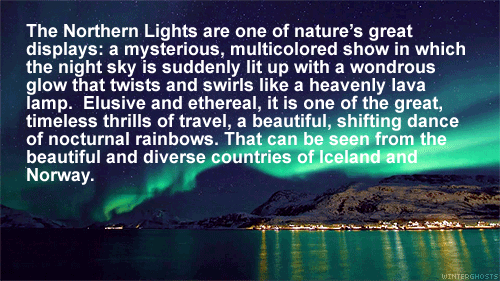 The Northern Lights are one of nature’s great
displays: a mysterious, multicolored show in which
the night sky is suddenly lit up with a wondrous
glow that twists and swirls like a heavenly lava
lamp.  Elusive and ethereal, it is one of the great,
timeless thrills of travel, a beautiful, shifting dance
of nocturnal rainbows. That can be seen from the
beautiful and diverse countries of Iceland and
Norway.
WINTERGHOSTS